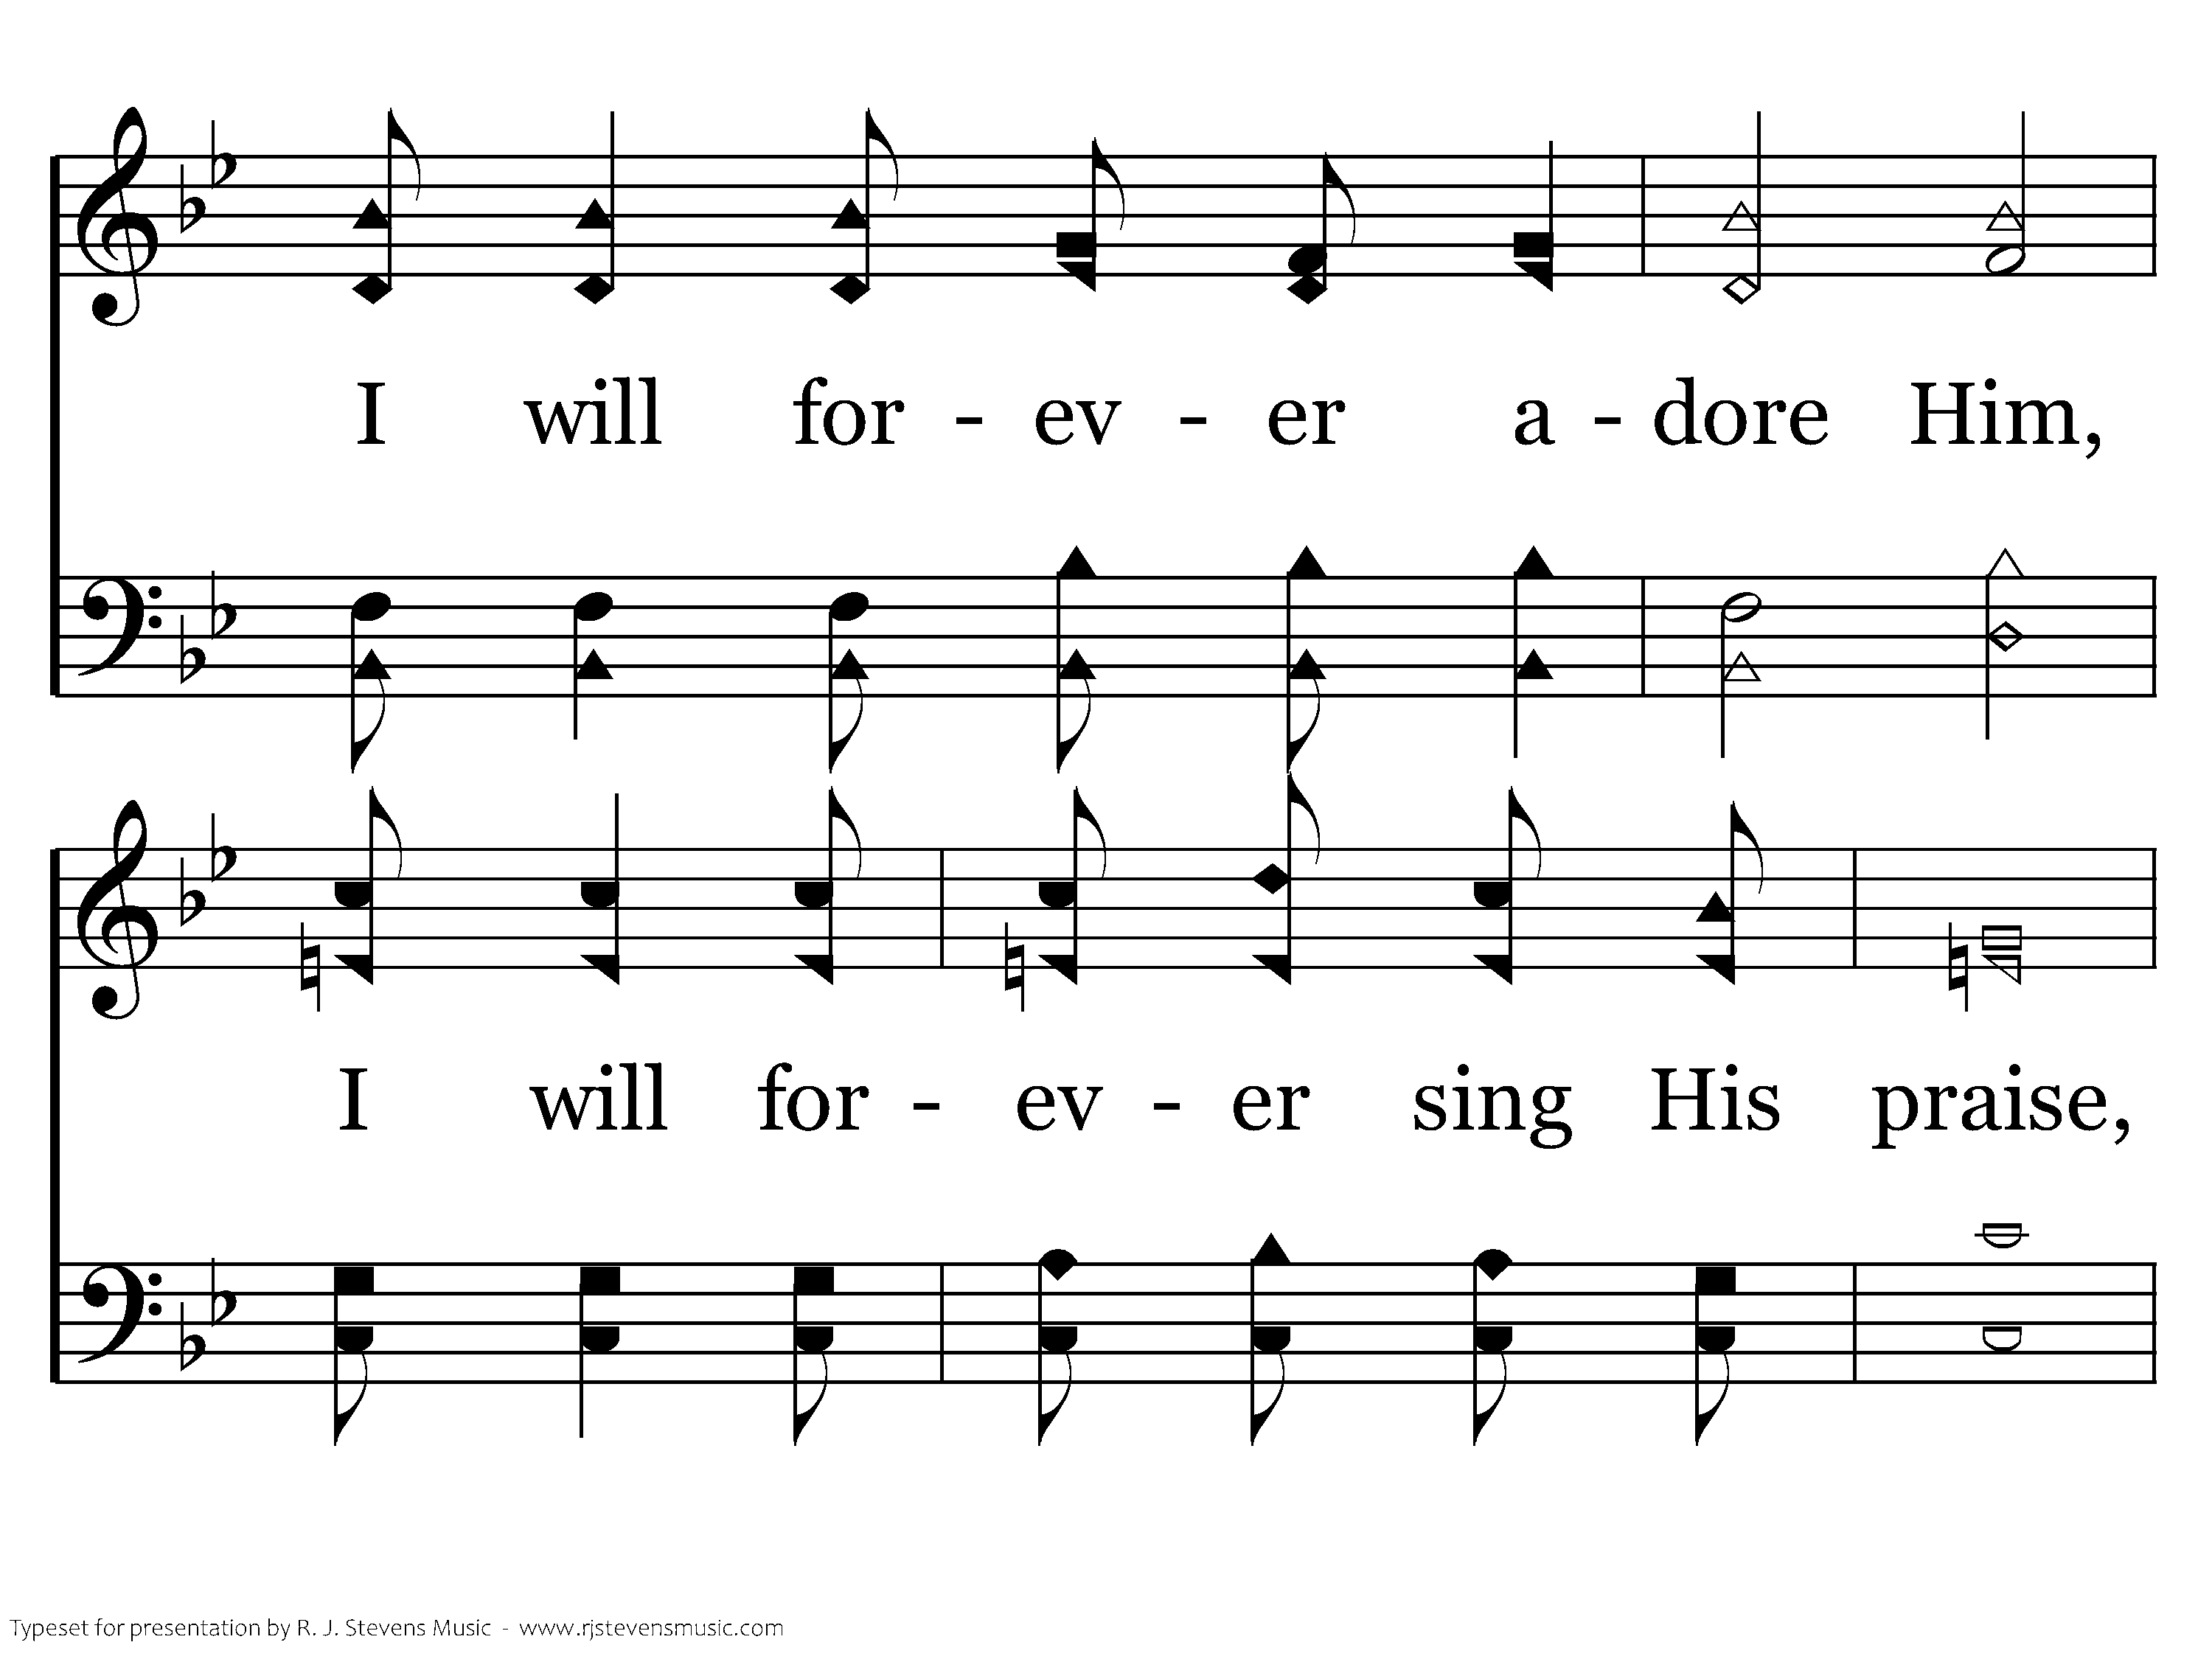 I will for - ev - er a - dore Him,
I will for - ev - er sing His praise,
Typeset for presentation by R. J. Stevens Music - www.rjstevensmusic.com